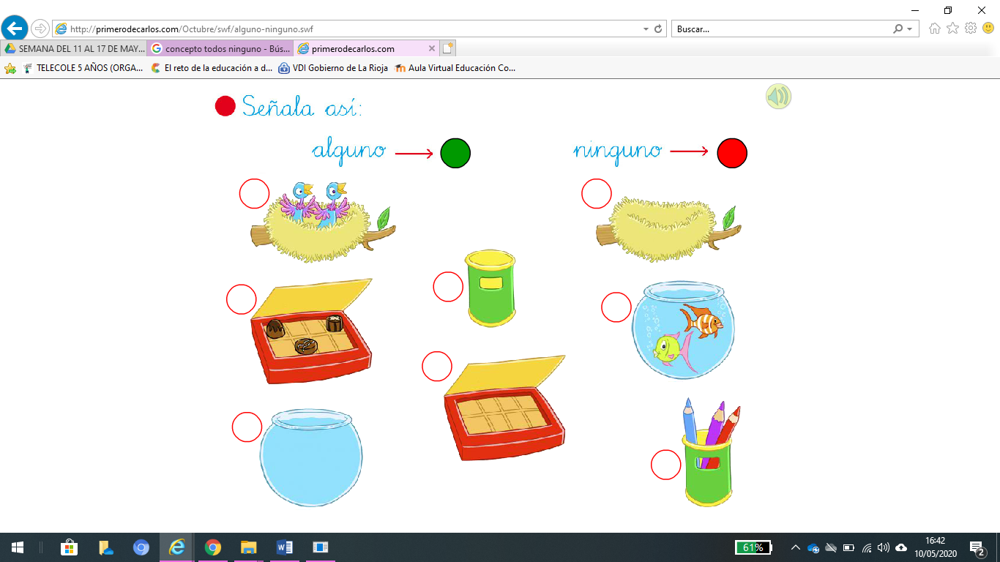 http://primerodecarlos.com/Octubre/swf/alguno-ninguno.swf
Buscar...
SEMANA DEL 11 AL 17 DE MAY...
concepto todos ninguno - Bús...
primerodecarlos.com
TELECOLE 5 AÑOS (ORGA...
El reto de la educación a d...
VDI Gobierno de La Rioja
Aula Virtual Educación Co...
Señala así:
alguno
ninguno
61%
16:42
10/05/2020
2